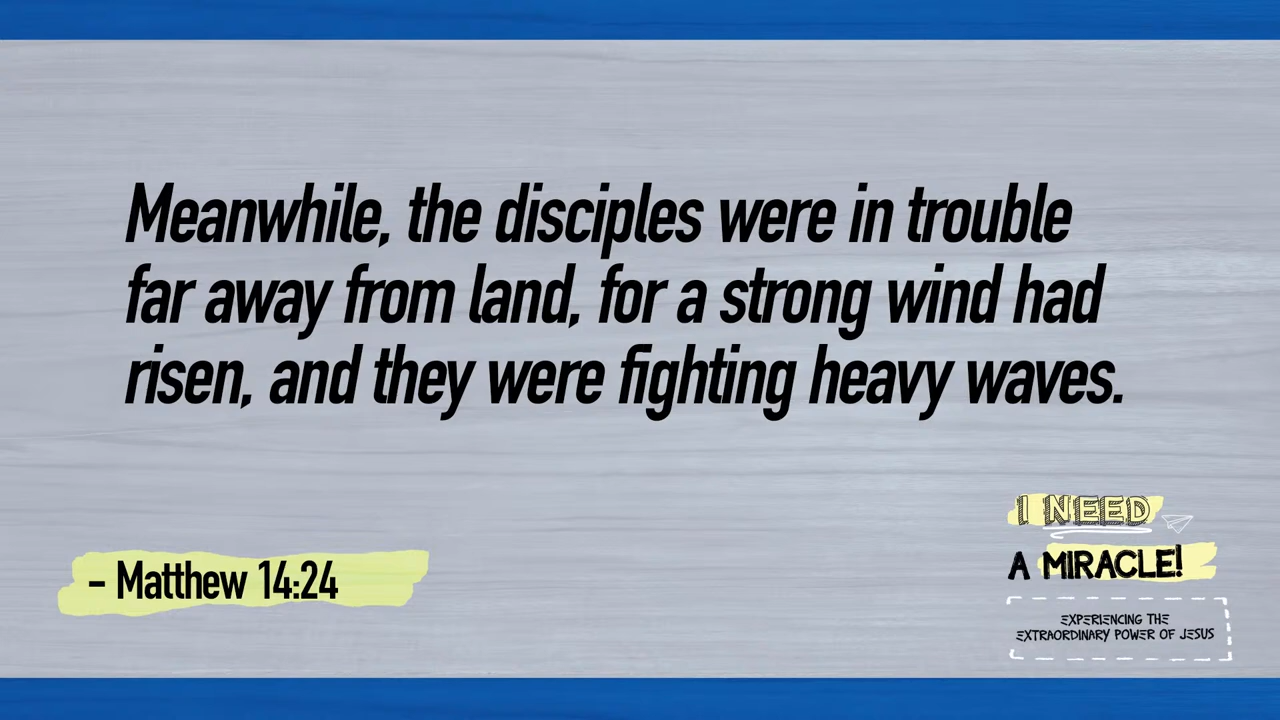 Meanwhile, the disciples were in trouble
far away from land, for a strong wind had
risen, and they were fighting heavy waves.
– Matthew 14:24
I NEED
A MIRACLE!
EXPERIENCING THE
EXTRAORDINARY POWER OF JESUS